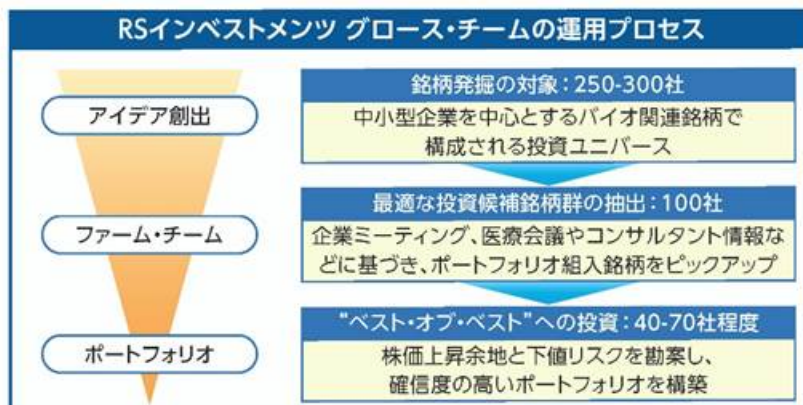 RSインベストメンツ グロース・チームの運用プロセス
アイデア創出
銘柄発掘の対象：250-300社
中小型企業を中心とするバイオ関連銘柄で
構成される投資ユニバース
ファーム・チーム
最適な投資候補銘柄群の抽出：100社
企業ミーティング、医療会議やコンサルタント情報な
どに基づき、ポートフォリオ組入銘柄をピックアップ
ポートフォリオ
“ベスト・オブ・ベスト”への投資：40-70社程度
株価上昇余地と下値リスクを勘案し、
確信度の高いポートフォリオを構築